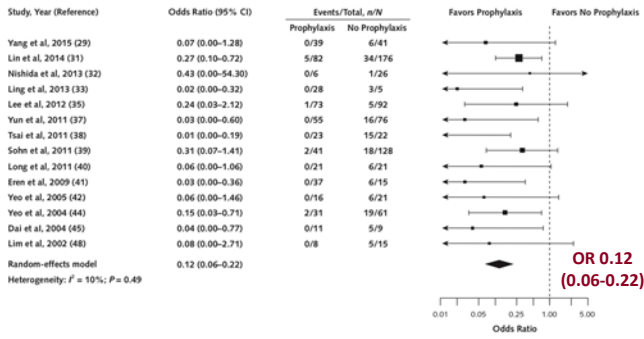 Study, Year (Reference) Odds Ratio (95% CI) Events/Total, n/N Favors Prophylaxis Favors No Prophylaxis
Prophylaxis No Prophylaxis
Yang et al, 2015 (29) 0.07 (0.00–1.28) 0/39 6/41
Lin et al, 2014 (31) 0.27 (0.10–0.72) 5/82 34/176
Nishida et al, 2013 (32) 0.43 (0.00–54.30) 0/6 1/26
Ling et al, 2013 (33) 0.02 (0.00–0.32) 0/28 3/5
Lee et al, 2012 (35) 0.24 (0.03–2.12) 1/73 5/92
Yun et al, 2011 (37) 0.03 (0.00–0.60) 0/55 16/76
Tsai et al, 2011 (38) 0.01 (0.00–0.19) 0/23 15/22
Sohn et al, 2011 (39) 0.31 (0.07–1.41) 2/41 18/128
Long et al, 2011 (40) 0.06 (0.00–1.06) 0/21 6/21
Eren et al, 2009 (41) 0.03 (0.00–0.36) 0/37 6/15
Yeo et al, 2005 (42) 0.06 (0.00–1.46) 0/16 6/21
Yeo et al, 2004 (44) 0.15 (0.03–0.71) 2/31 19/61
Dai et al, 2004 (45) 0.04 (0.00–0.77) 0/11 5/9
Lim et al, 2002 (48) 0.08 (0.00–2.71) 0/8 5/15
Random-effects model 0.12 (0.06–0.22)
Heterogeneity: I² = 10%; P = 0.49
OR 0.12
(0.06-0.22)
0.01 0.05 0.25 1.00 5.00
Odds Ratio